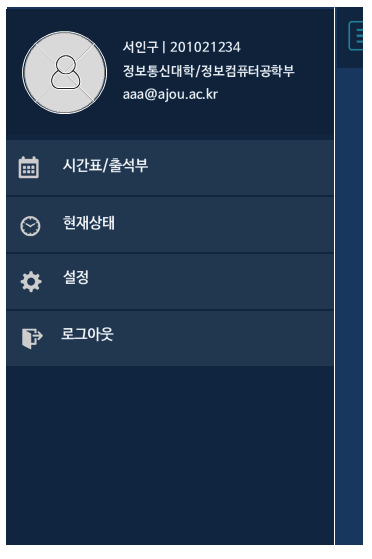 서인구 | 201021234
정보통신대학/정보컴퓨터공학부
aaa@ajou.ac.kr
시간표/출석부
현재상태
설정
로그아웃